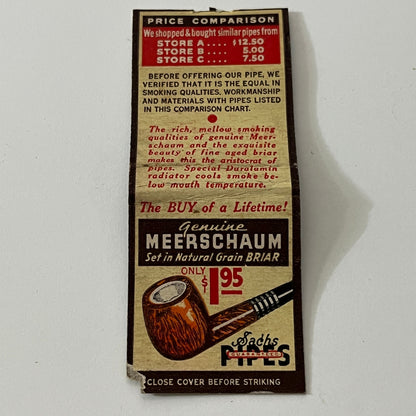 PRICE COMPARISON
We shopped & bought similar pipes from
STORE A .... $12.50
STORE B .... 5.00
STORE C .... 7.50
BEFORE OFFERING OUR PIPE, WE
VERIFIED THAT IT IS THE EQUAL IN
SMOKING QUALITIES, WORKMANSHIP
AND MATERIALS WITH PIPES LISTED
IN THIS COMPARISON CHART.
The rich, mellow smoking
qualities of genuine Meer-
schaum and the exquisite
beauty of fine aged briar
makes this the aristocrat of
pipes. Special Duralumin
radiator cools smoke be-
low mouth temperature.
The BUY of a Lifetime!
Genuine
MEERSCHAUM
Set in Natural Grain BRIAR
ONLY
$1.95
Sachs
PIPES
GUARANTEED
CLOSE COVER BEFORE STRIKING